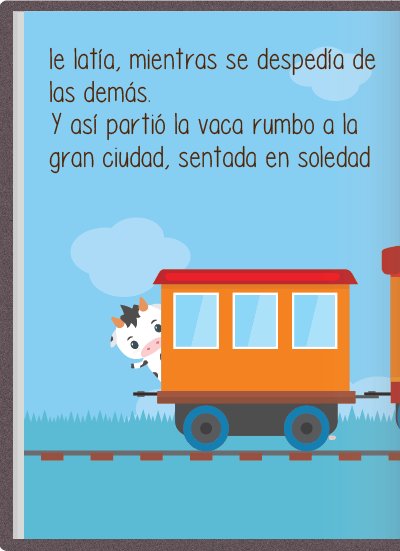 le latía, mientras se despedía de
las demás.
Y así partió la vaca rumbo a la
gran ciudad, sentada en soledad